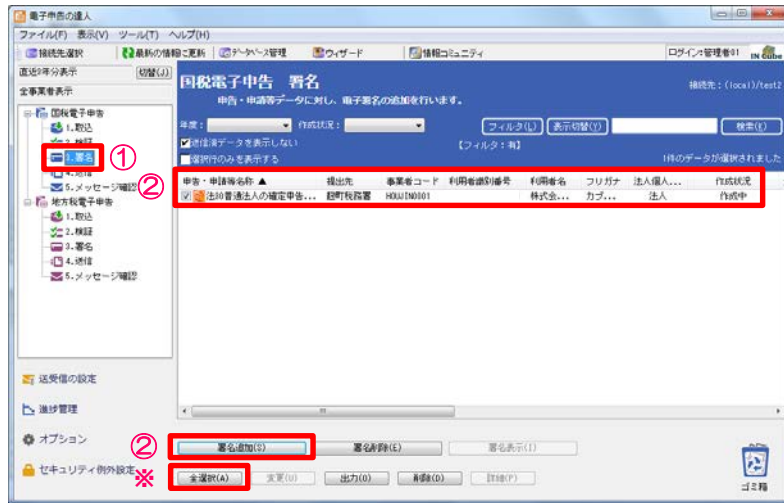 電子申告の達人
ファイル(F) 表示(V) ツール(T) ヘルプ(H)
接続先選択 最新の情報に更新 データベース管理 ウィザード 情報コミュニティ ログイン:管理者01 IN Cube
直近2年分表示 切替(J)
全事業者表示
国税電子申告
1.取込
2.検証
3.署名 ①
4.送信
5.メッセージ確認
地方税電子申告
1.取込
2.検証
3.署名
4.送信
5.メッセージ確認
送受信の設定
進捗管理
オプション
セキュリティ例外設定
国税電子申告 署名 接続先:(local)/test2
申告・申請等データに対し、電子署名の追加を行います。
年度: 作成状況: フィルタ(L) 表示切替(Y) 検索(K)
送信済データを表示しない 【フィルタ:有】
選択行のみを表示する 1件のデータが選択されました
②
申告・申請等名称 ▲ 提出先 事業者コード 利用者識別番号 利用者名 フリガナ 法人個人... 作成状況
法30普通法人の確定申告... 麹町税務署 HOUJIN0001 株式会... カブ... 法人 作成中
② 署名追加(S) 署名削除(E) 署名表示(I)
※ 全選択(A) 変更(U) 出力(O) 削除(D) 詳細(P)
ゴミ箱